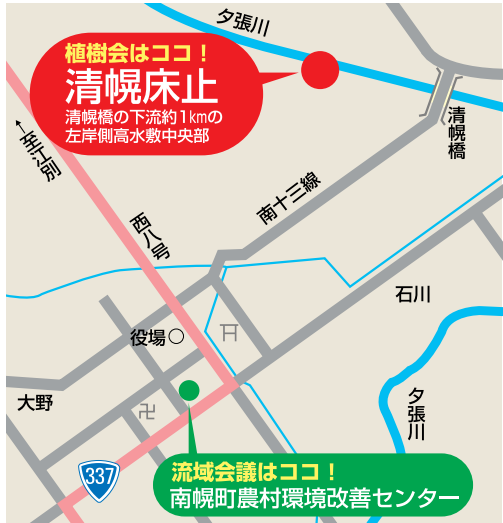 夕張川
植樹会はココ！
清幌床止
清幌橋の下流約1kmの
左岸側高水敷中央部
清幌橋
←至江別
南十三線
西八号
石川
役場
大野
夕張川
337
流域会議はココ！
南幌町農村環境改善センター